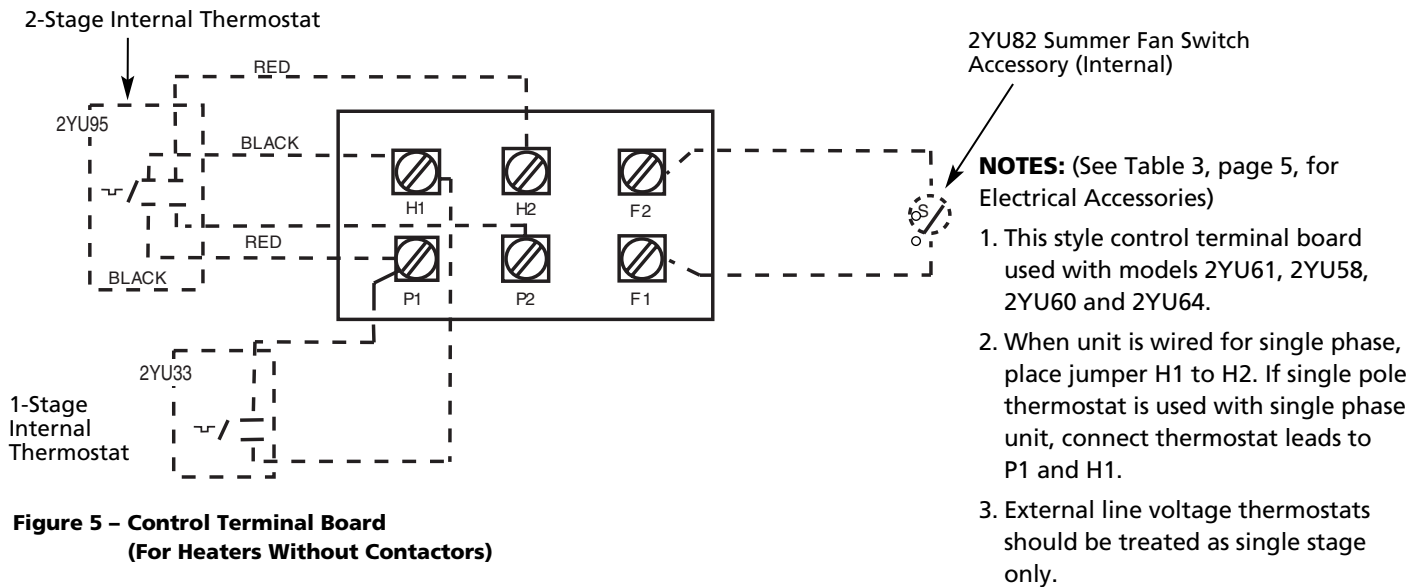 2-Stage Internal Thermostat
RED
2YU95
BLACK
RED
BLACK
H1
H2
F2
P1
P2
F1
2YU33
1-Stage
Internal
Thermostat
2YU82 Summer Fan Switch
Accessory (Internal)
S
NOTES: (See Table 3, page 5, for
Electrical Accessories)
1. This style control terminal board
used with models 2YU61, 2YU58,
2YU60 and 2YU64.
2. When unit is wired for single phase,
place jumper H1 to H2. If single pole
thermostat is used with single phase
unit, connect thermostat leads to
P1 and H1.
3. External line voltage thermostats
should be treated as single stage
only.
Figure 5 – Control Terminal Board
(For Heaters Without Contactors)